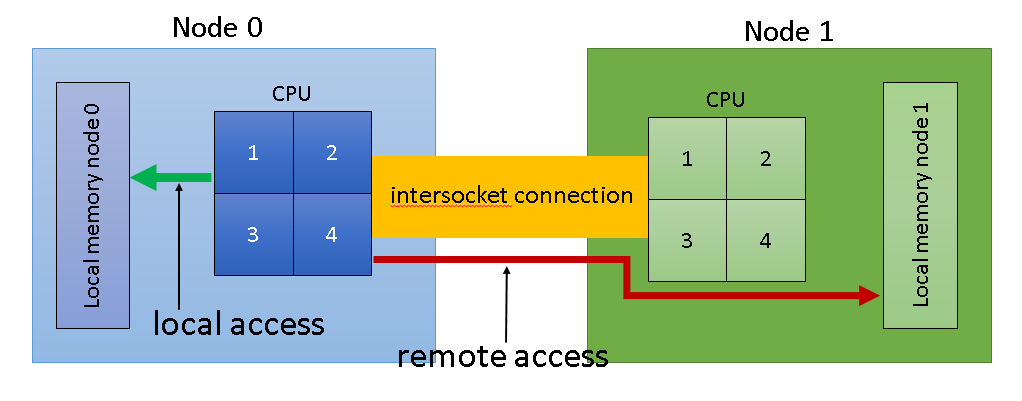 Node 0
Node 1
CPU
CPU
Local memory node 0
1
2
3
4
intersocket connection
1
2
3
4
Local memory node 1
local access
remote access